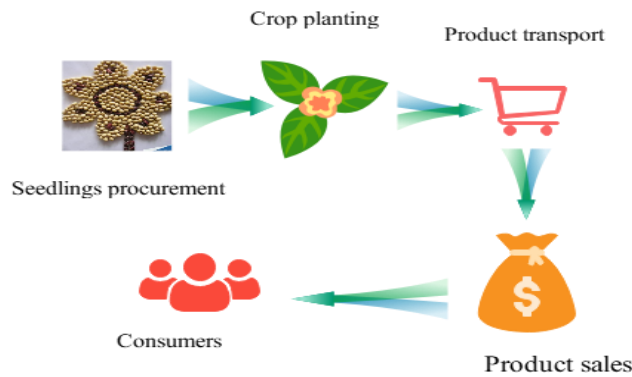 Crop planting
Product transport
Seedlings procurement
$
Consumers
Product sales